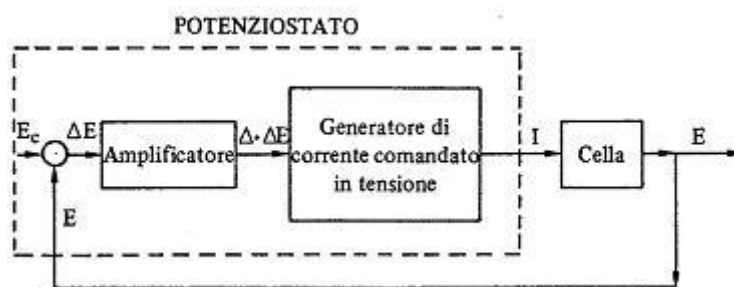 POTENZIOSTATO
E_c
ΔE
Amplificatore
Δ·ΔE
Generatore di
corrente comandato
in tensione
I
Cella
E
E